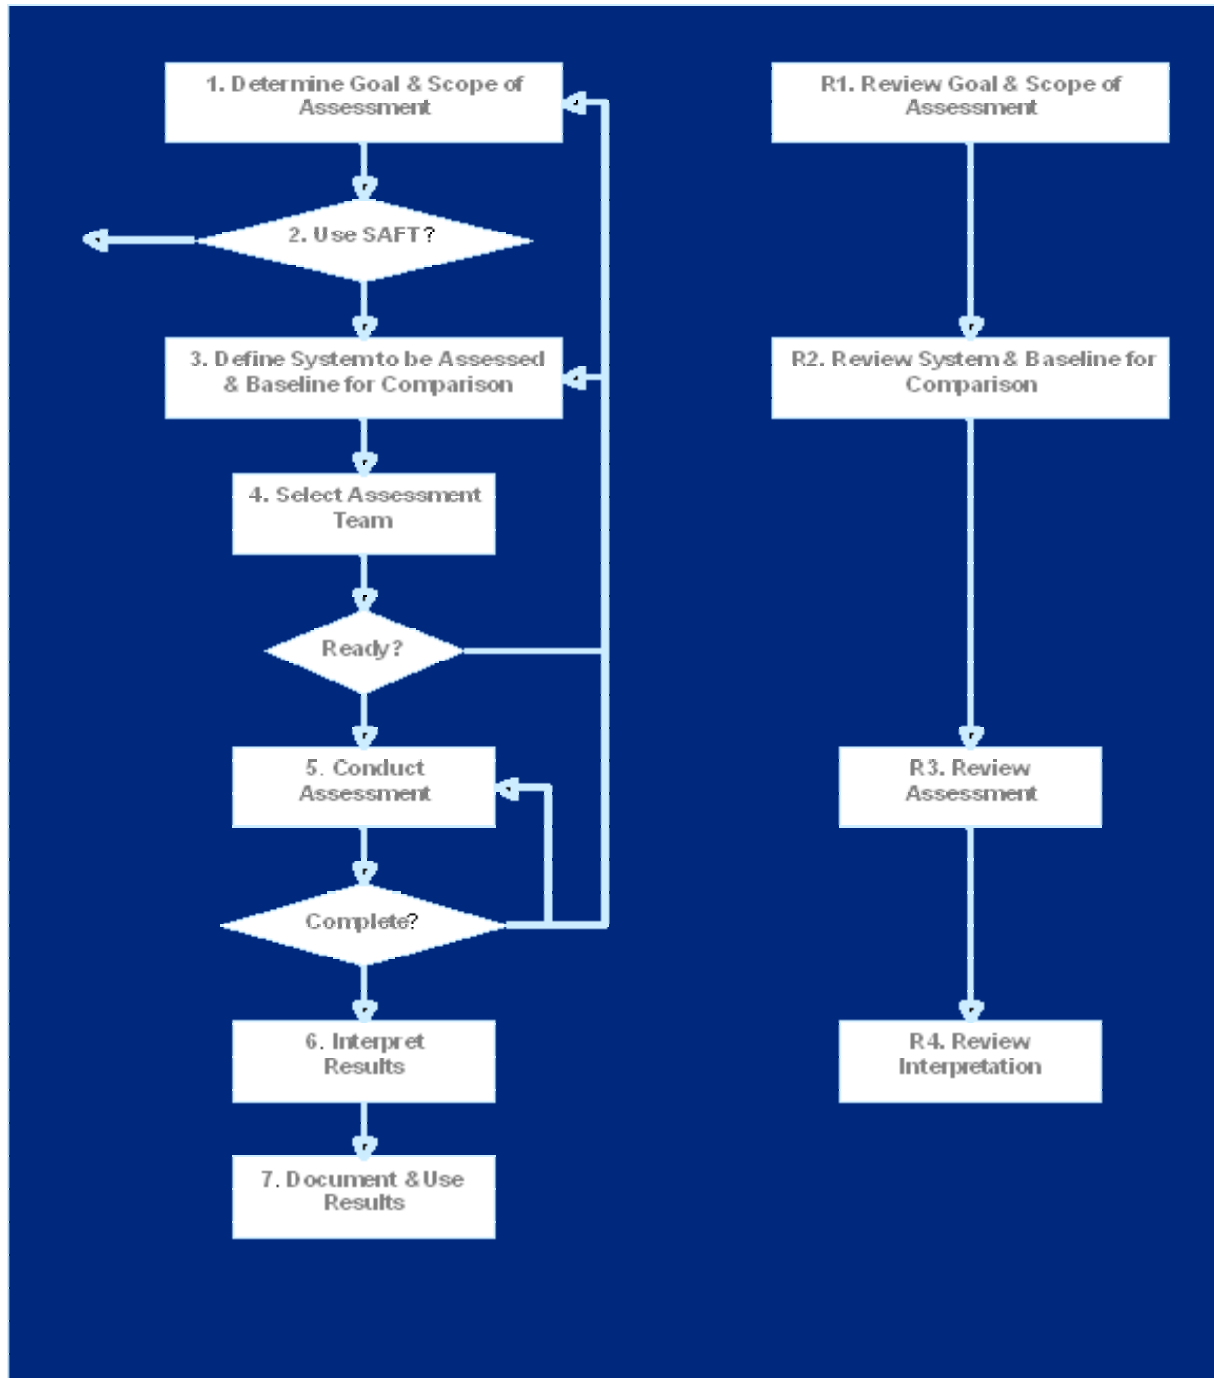 1. Determine Goal & Scope of
Assessment
2. Use SAFT?
3. Define System to be Assessed
& Baseline for Comparison
4. Select Assessment
Team
Ready?
5. Conduct
Assessment
Complete?
6. Interpret
Results
7. Document & Use
Results
R1. Review Goal & Scope of
Assessment
R2. Review System & Baseline for
Comparison
R3. Review
Assessment
R4. Review
Interpretation